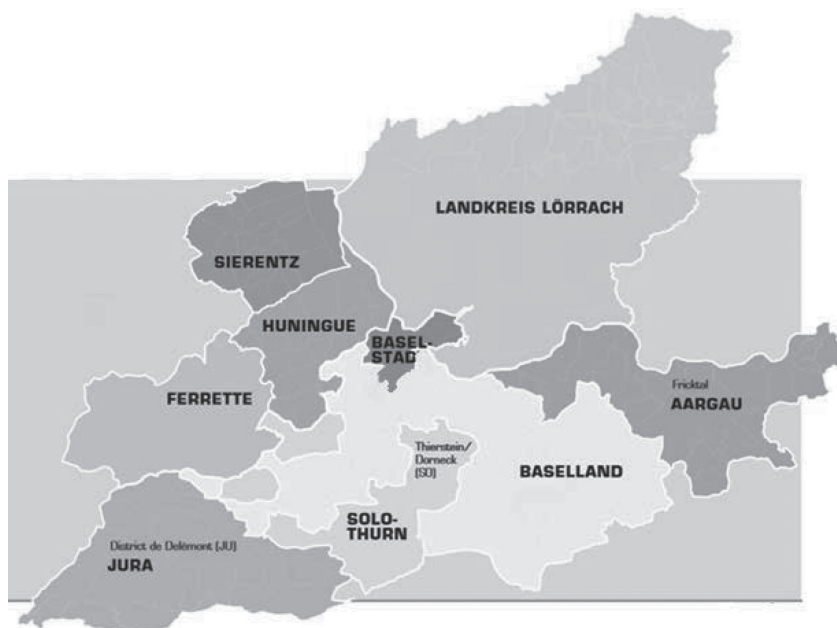 LANDKREIS LÖRRACH
SIERENTZ
HUNINGUE
BASEL-
STAD
Fricktal
AARGAU
FERRETTE
Thierstein/
Dorneck
(SO)
BASELLAND
SOLO-
THURN
District de Delémont (JU)
JURA